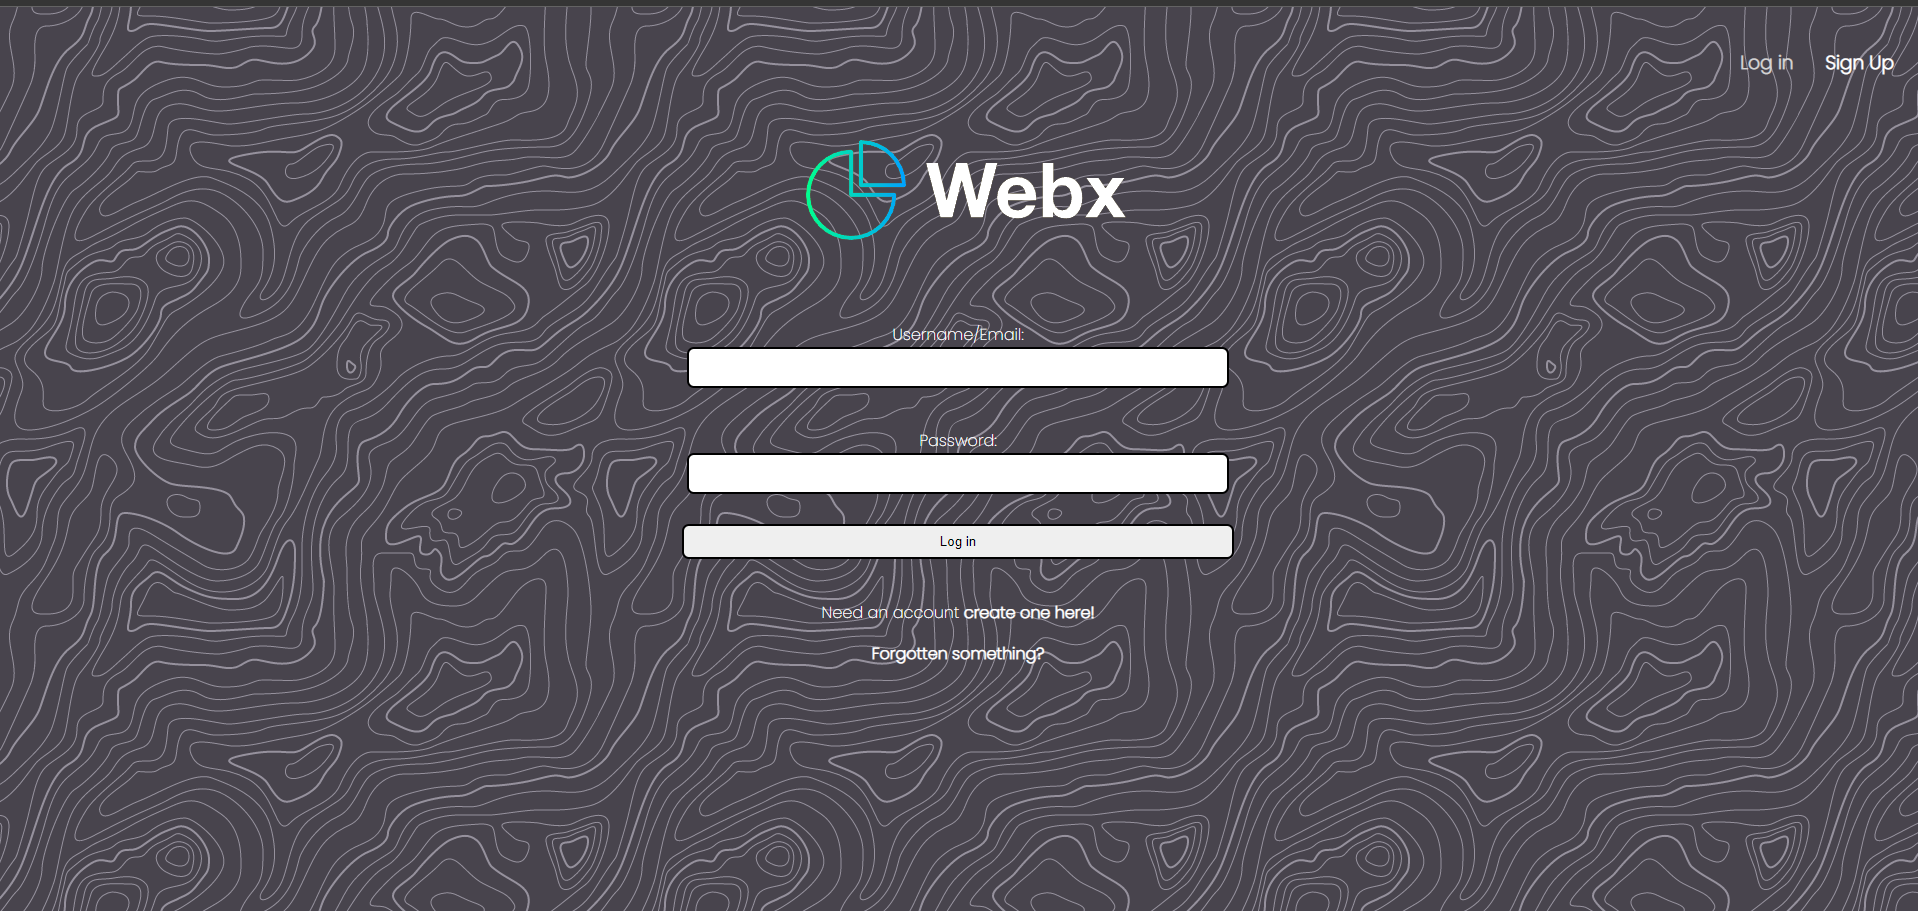 Log in Sign Up
Webx
Username/Email:
Password:
Log in
Need an account create one here!
Forgotten something?